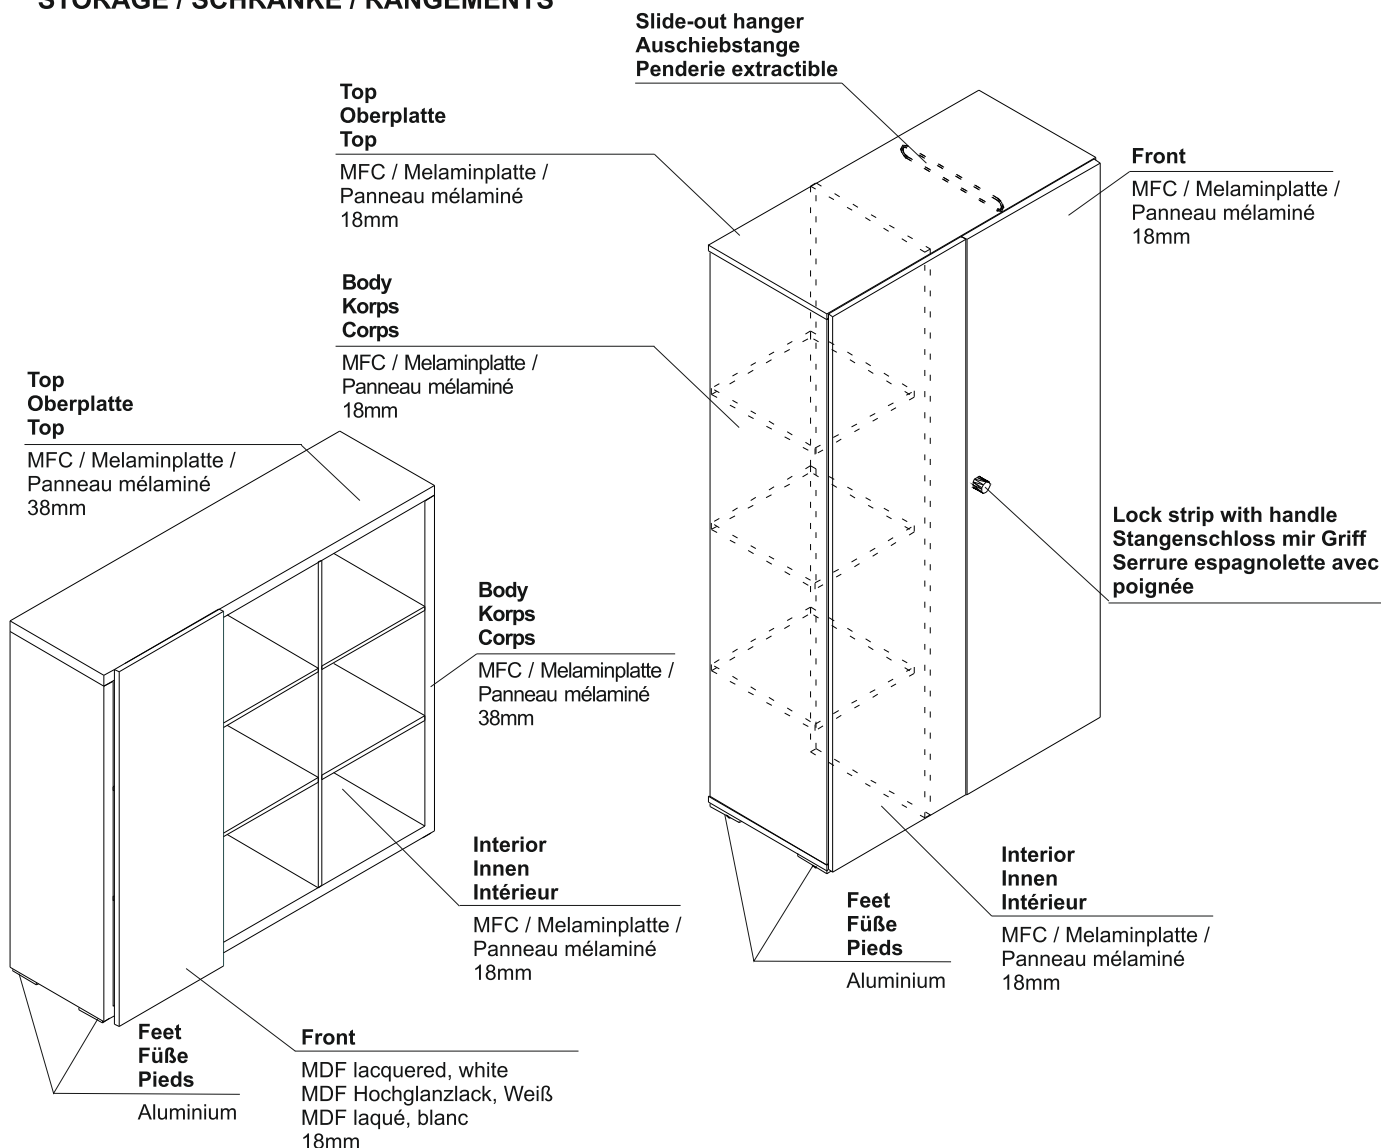 STORAGE / SCHRÄNKE / RANGEMENTS
Slide-out hanger
Auschiebstange
Penderie extractible
Top
Oberplatte
Top
MFC / Melaminplatte /
Panneau mélaminé
18mm
Front
MFC / Melaminplatte /
Panneau mélaminé
18mm
Body
Korps
Corps
MFC / Melaminplatte /
Panneau mélaminé
18mm
Top
Oberplatte
Top
MFC / Melaminplatte /
Panneau mélaminé
38mm
Lock strip with handle
Stangenschloss mir Griff
Serrure espagnolette avec
poignée
Body
Korps
Corps
MFC / Melaminplatte /
Panneau mélaminé
38mm
Interior
Innen
Intérieur
MFC / Melaminplatte /
Panneau mélaminé
18mm
Interior
Innen
Intérieur
MFC / Melaminplatte /
Panneau mélaminé
18mm
Feet
Füße
Pieds
Aluminium
Feet
Füße
Pieds
Aluminium
Front
MDF lacquered, white
MDF Hochglanzlack, Weiß
MDF laqué, blanc
18mm